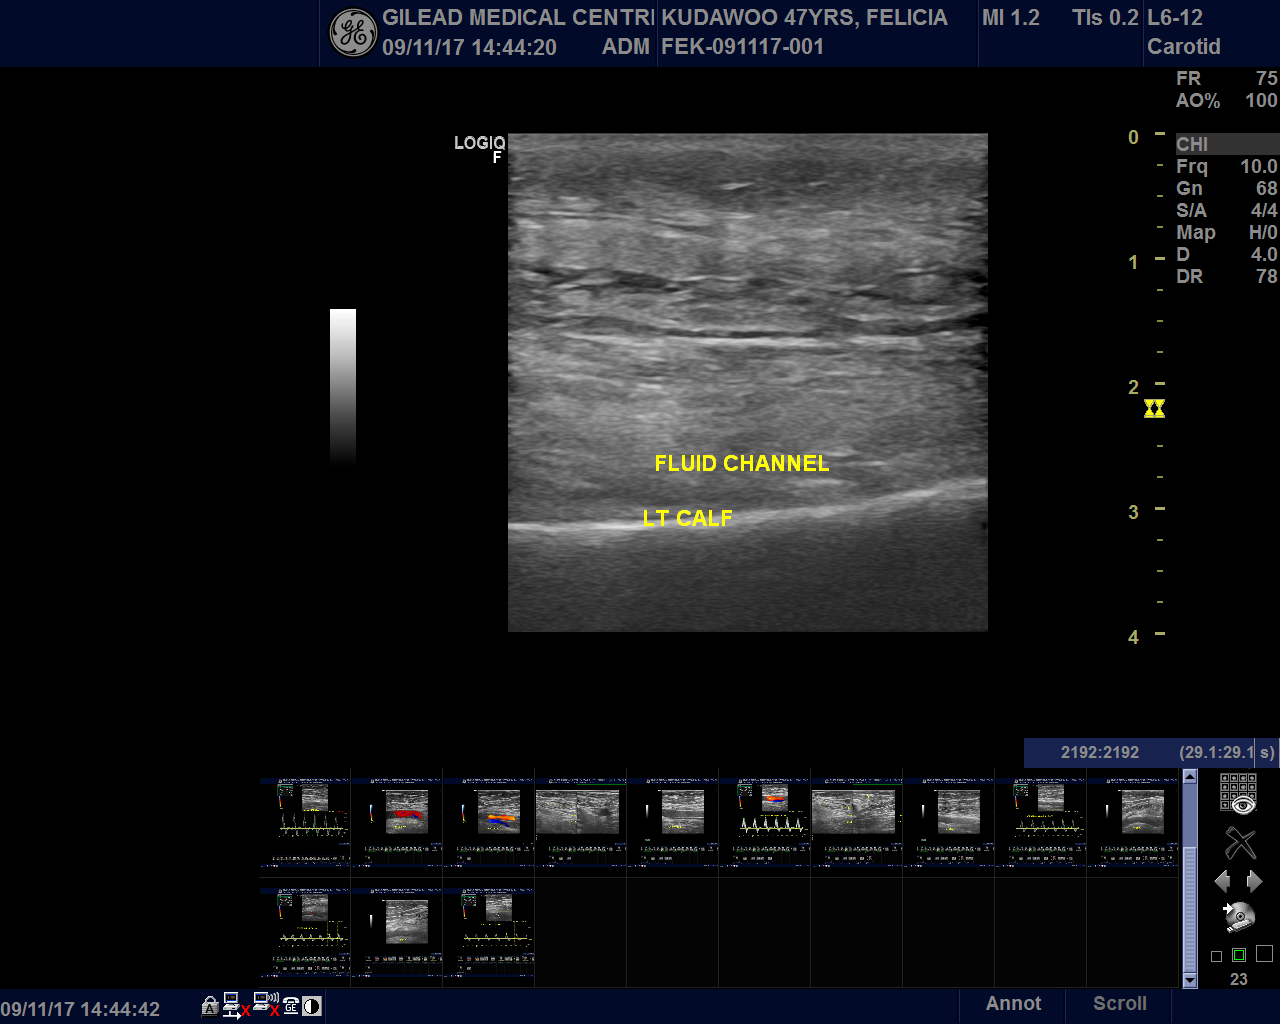 GILEAD MEDICAL CENTRI
KUDAWOO 47YRS, FELICIA
MI 1.2
TIs 0.2
L6-12
09/11/17 14:44:20
ADM
FEK-091117-001
Carotid
FR 75
AO% 100
CHI
Frq 10.0
Gn 68
S/A 4/4
Map H/0
D 4.0
DR 78
LOGIQ
F
0
1
2
3
4
FLUID CHANNEL
LT CALF
2192:2192 (29.1:29.1 s)
23
09/11/17 14:44:42
Annot
Scroll